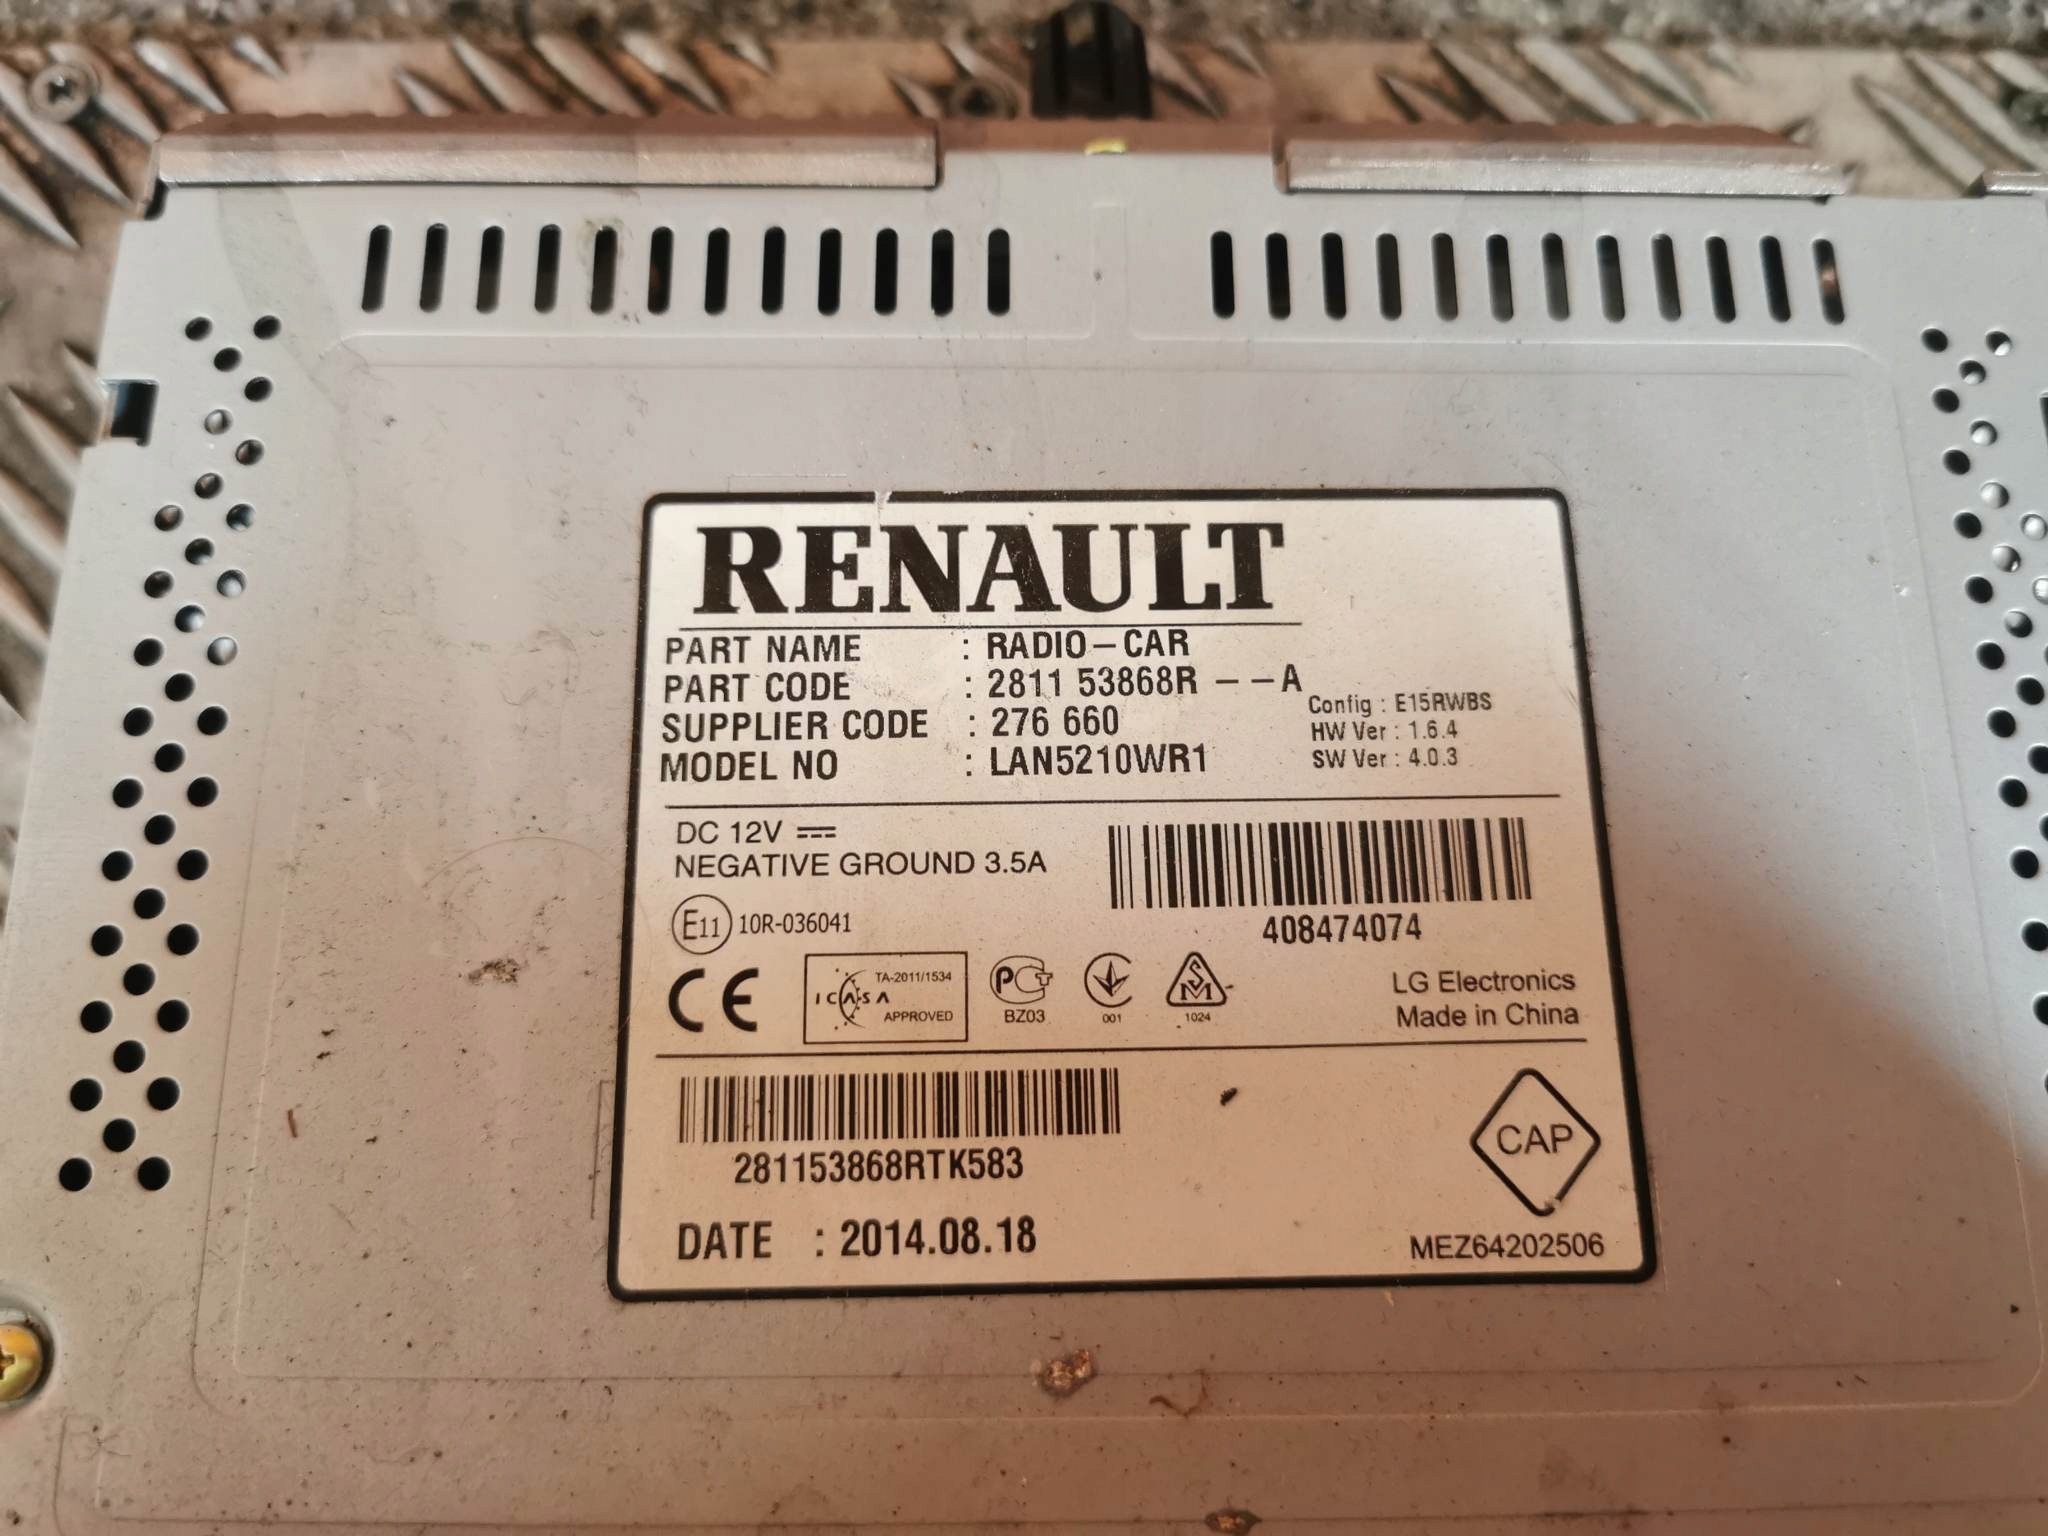 RENAULT
PART NAME : RADIO-CAR
PART CODE : 2811 53868R - - A
SUPPLIER CODE : 276 660
MODEL NO : LAN5210WR1
Config : E15RWBS
HW Ver : 1.6.4
SW Ver : 4.0.3
DC 12V
NEGATIVE GROUND 3.5A
408474074
E11 10R-036041
CE
TA-2011/1534
ICASA
APPROVED
PCT
BZ03
001
SM
1024
LG Electronics
Made in China
281153868RTK583
CAP
DATE : 2014.08.18
MEZ64202506